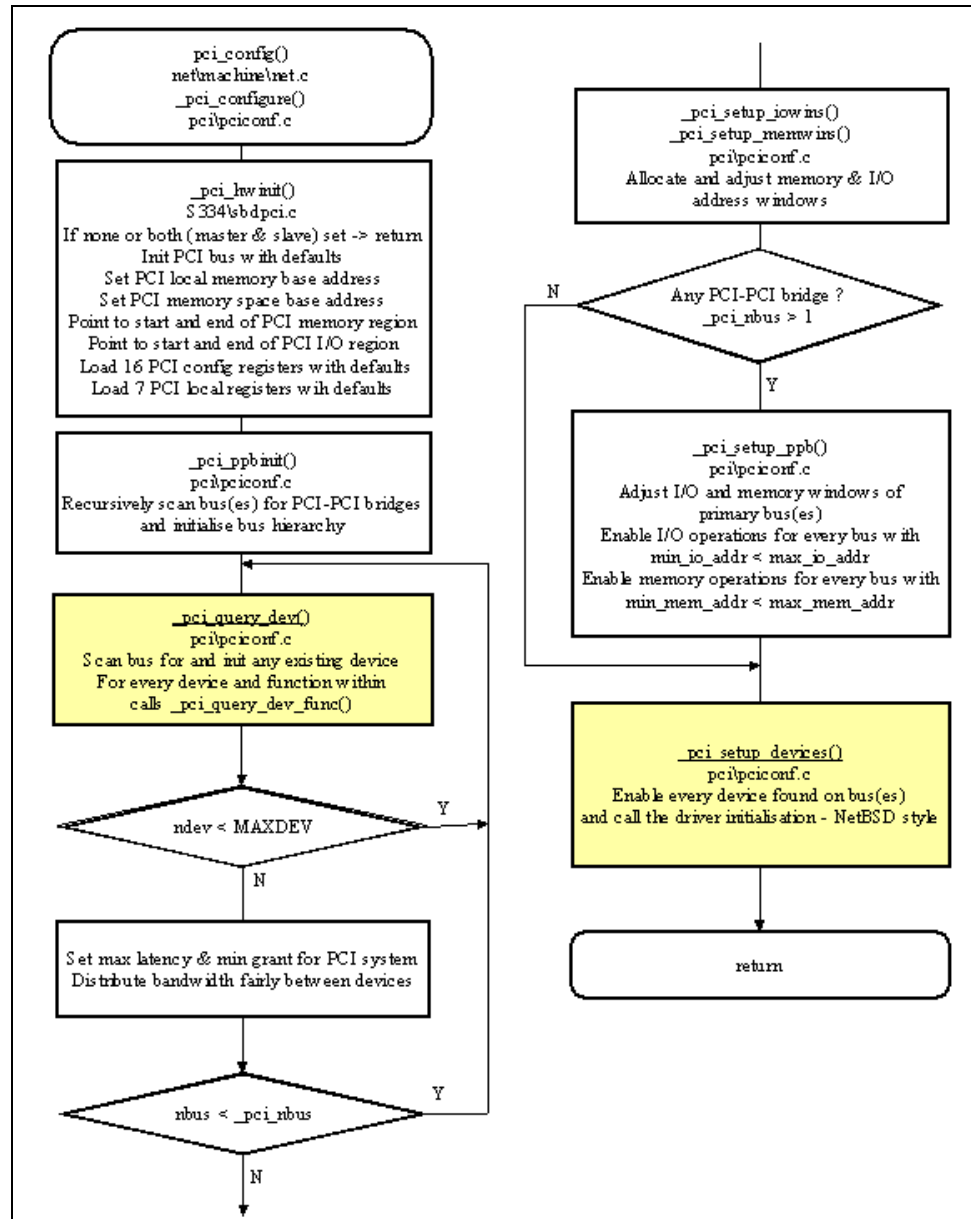 pci_config()
net\machine\net.c
_pci_configure()
pci\pciconf.c
_pci_hwinit()
S334\sbdpci.c
If none or both (master & slave) set -> return
Init PCI bus with defaults
Set PCI local memory base address
Set PCI memory space base address
Point to start and end of PCI memory region
Point to start and end of PCI I/O region
Load 16 PCI config registers with defaults
Load 7 PCI local registers wih defaults
_pci_ppbinit()
pci\pciconf.c
Recursively scan bus(es) for PCI-PCI bridges
and initialise bus hierarchy
_pci_query_dev()
pci\pciconf.c
Scan bus for and init any existing device
For every device and function within
calls _pci_query_dev_func()
ndev < MAXDEV
Y
N
Set max latency & min grant for PCI system
Distribute bandwidth fairly between devices
nbus < _pci_nbus
Y
N
_pci_setup_iowins()
_pci_setup_memwins()
pci\pciconf.c
Allocate and adjust memory & I/O
address windows
Any PCI-PCI bridge ?
_pci_nbus > 1
N
Y
_pci_setup_ppb()
pci\pciconf.c
Adjust I/O and memory windows of
primary bus(es)
Enable I/O operations for every bus with
min_io_addr < max_io_addr
Enable memory operations for every bus with
min_mem_addr < max_mem_addr
_pci_setup_devices()
pci\pciconf.c
Enable every device found on bus(es)
and call the driver initialisation - NetBSD style
return